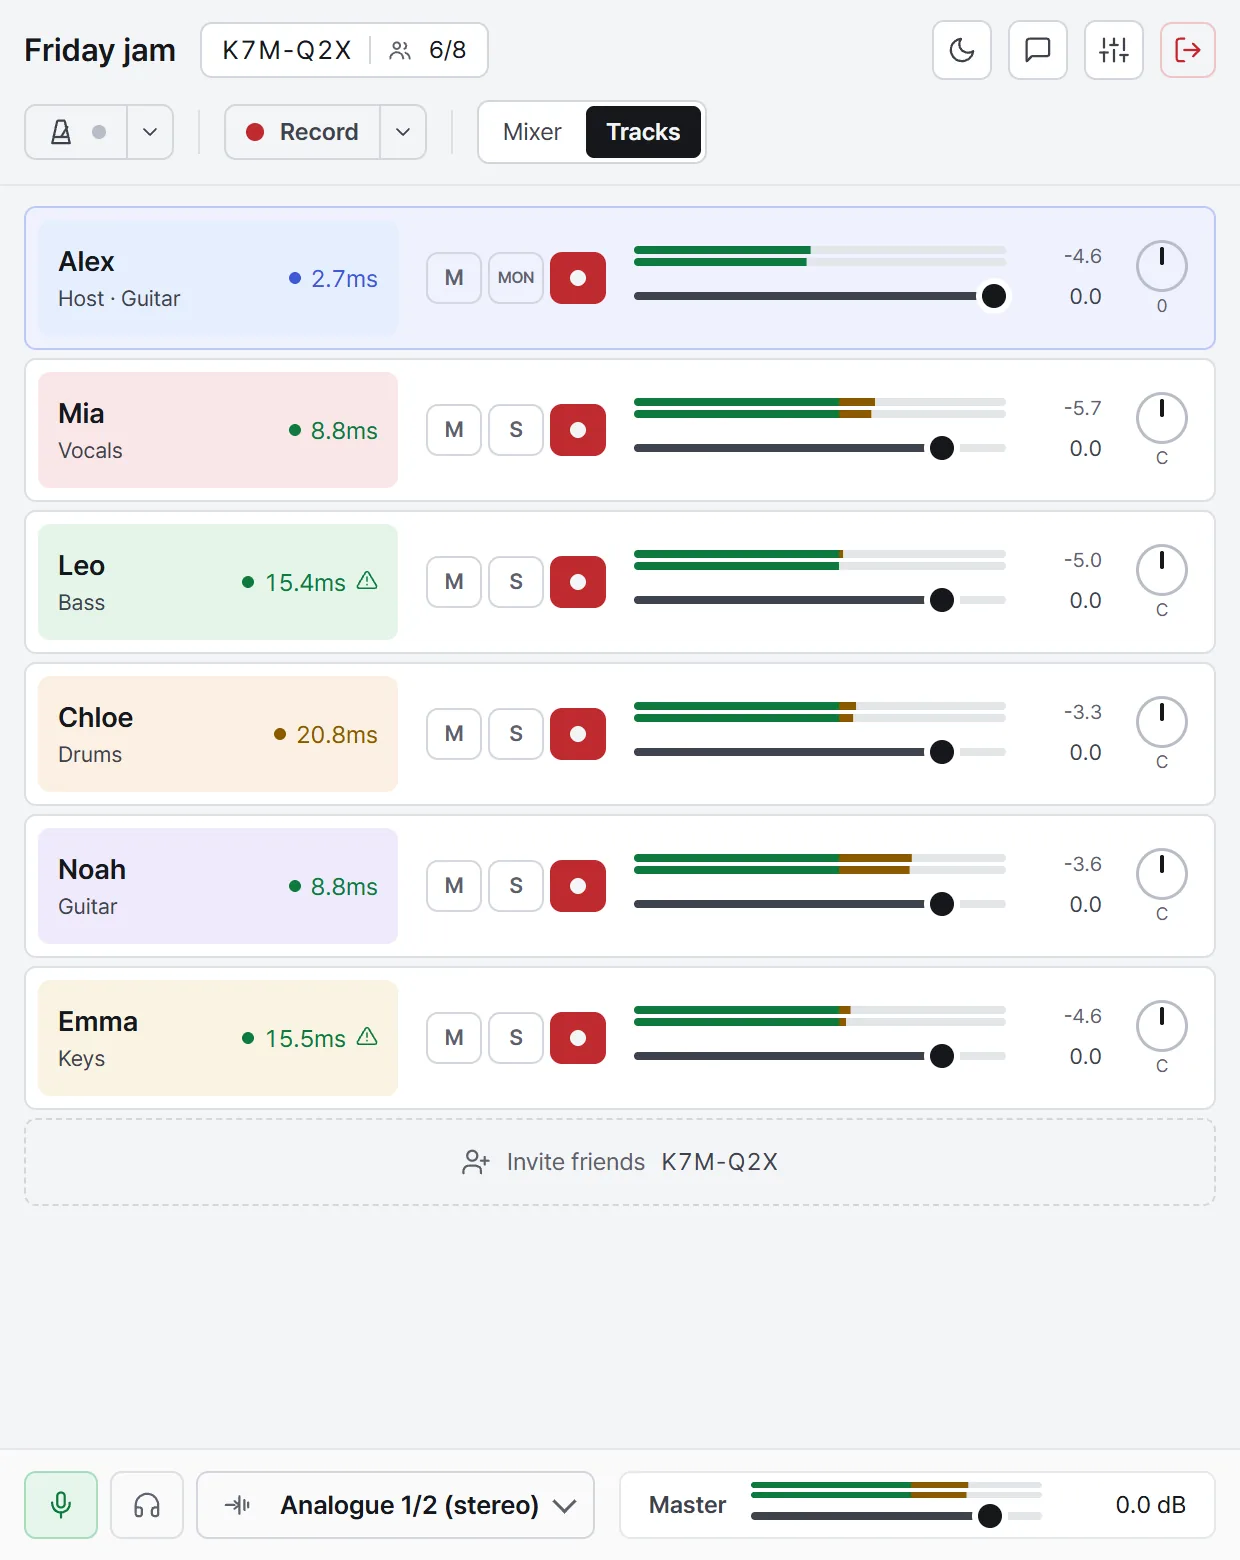 Friday jam
K7M-Q2X 6/8
Record
Mixer
Tracks
Alex
Host · Guitar
2.7ms
M
MON
-4.6
0.0
0
Mia
Vocals
8.8ms
M
S
-5.7
0.0
C
Leo
Bass
15.4ms
M
S
-5.0
0.0
C
Chloe
Drums
20.8ms
M
S
-3.3
0.0
C
Noah
Guitar
8.8ms
M
S
-3.6
0.0
C
Emma
Keys
15.5ms
M
S
-4.6
0.0
C
Invite friends K7M-Q2X
Analogue 1/2 (stereo)
Master
0.0 dB